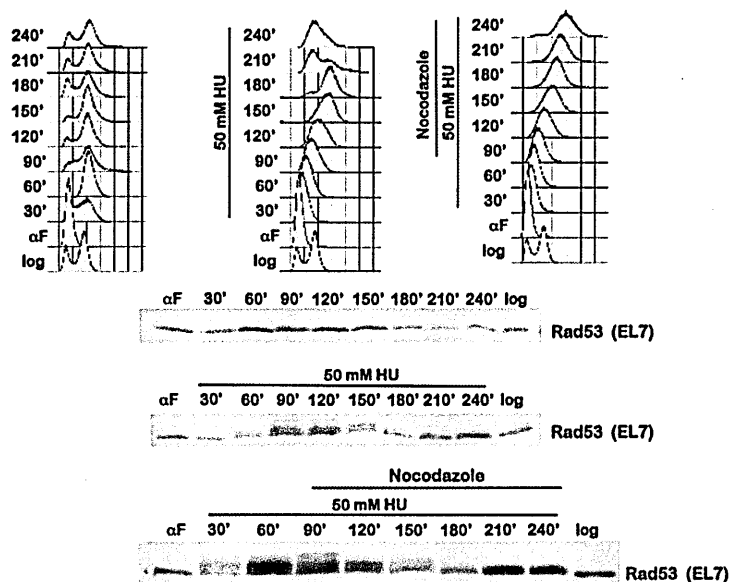 240'
210'
180'
150'
120'
90'
60'
30'
αF
log
50 mM HU
240'
210'
180'
150'
120'
90'
60'
30'
αF
log
Nocodazole
50 mM HU
240'
210'
180'
150'
120'
90'
60'
30'
αF
log
αF 30' 60' 90' 120' 150' 180' 210' 240' log
Rad53 (EL7)
50 mM HU
αF 30' 60' 90' 120' 150' 180' 210' 240' log
Rad53 (EL7)
Nocodazole
50 mM HU
αF 30' 60' 90' 120' 150' 180' 210' 240' log
Rad53 (EL7)